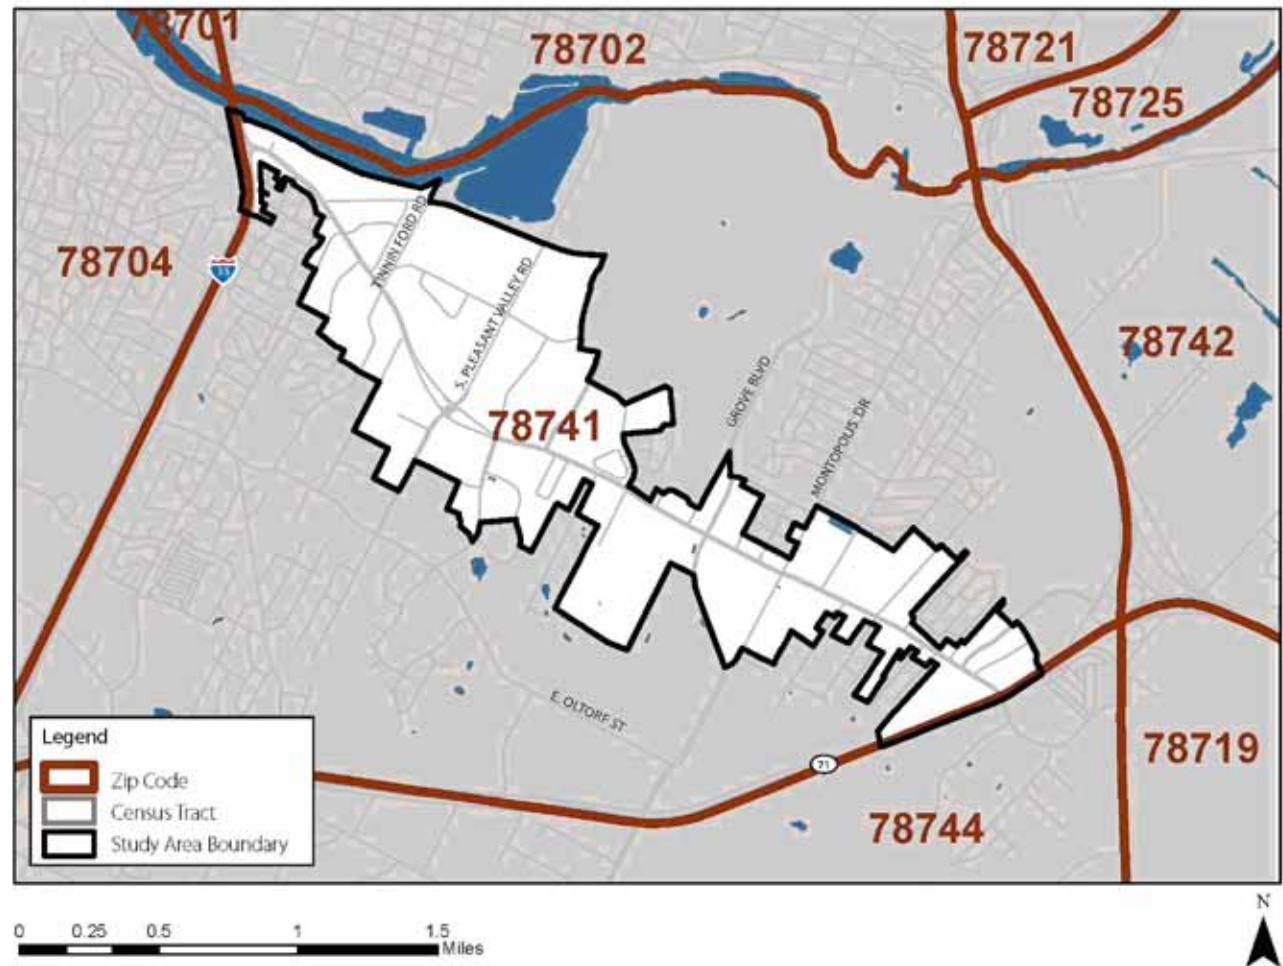 78701
78702
78721
78725
78704
35
TINNIN FORD RD
S. PLEASANT VALLEY RD
78742
78741
GROVE BLVD
MONTOPOLIS DR
E. OLTORF ST
71
78719
78744
Legend
Zip Code
Census Tract
Study Area Boundary
0 0.25 0.5 1 1.5
Miles
N